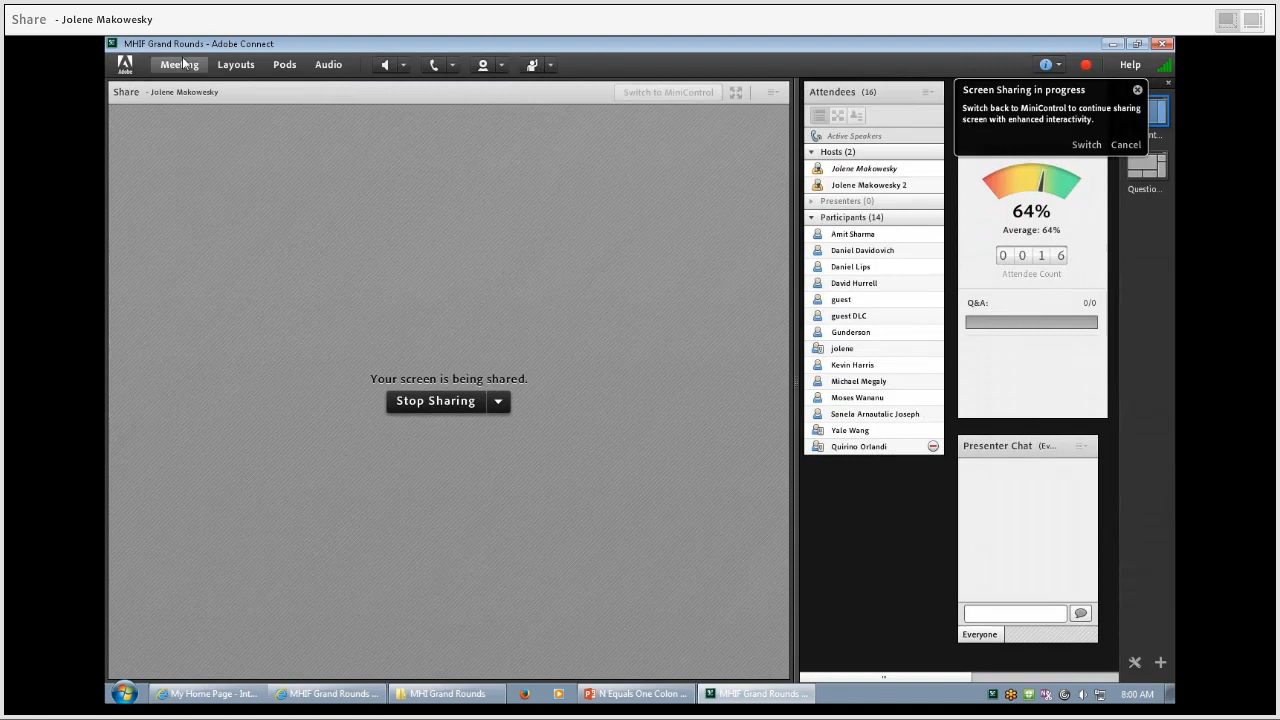 Share - Jolene Makowesky
MHIF Grand Rounds - Adobe Connect
Adobe
Meeting
Layouts
Pods
Audio
Help
Share - Jolene Makowesky
Switch to MiniControl
Your screen is being shared.
Stop Sharing
Attendees (16)
Active Speakers
Hosts (2)
Jolene Makowesky
Jolene Makowesky 2
Presenters (0)
Participants (14)
Amit Sharma
Daniel Davidovich
Daniel Lips
David Hurrell
guest
guest DLC
Gunderson
jolene
Kevin Harris
Michael Megaly
Moses Wananu
Sanela Arnautalic Joseph
Yale Wang
Quirino Orlandi
Screen Sharing in progress
Switch back to MiniControl to continue sharing
screen with enhanced interactivity.
Switch Cancel
64%
Average: 64%
0 0 1 6
Attendee Count
Q&A: 0/0
Presenter Chat (Ev...
Everyone
Questio...
My Home Page - Int...
MHIF Grand Rounds ...
MHI Grand Rounds
N Equals One Colon ...
MHIF Grand Rounds ...
8:00 AM